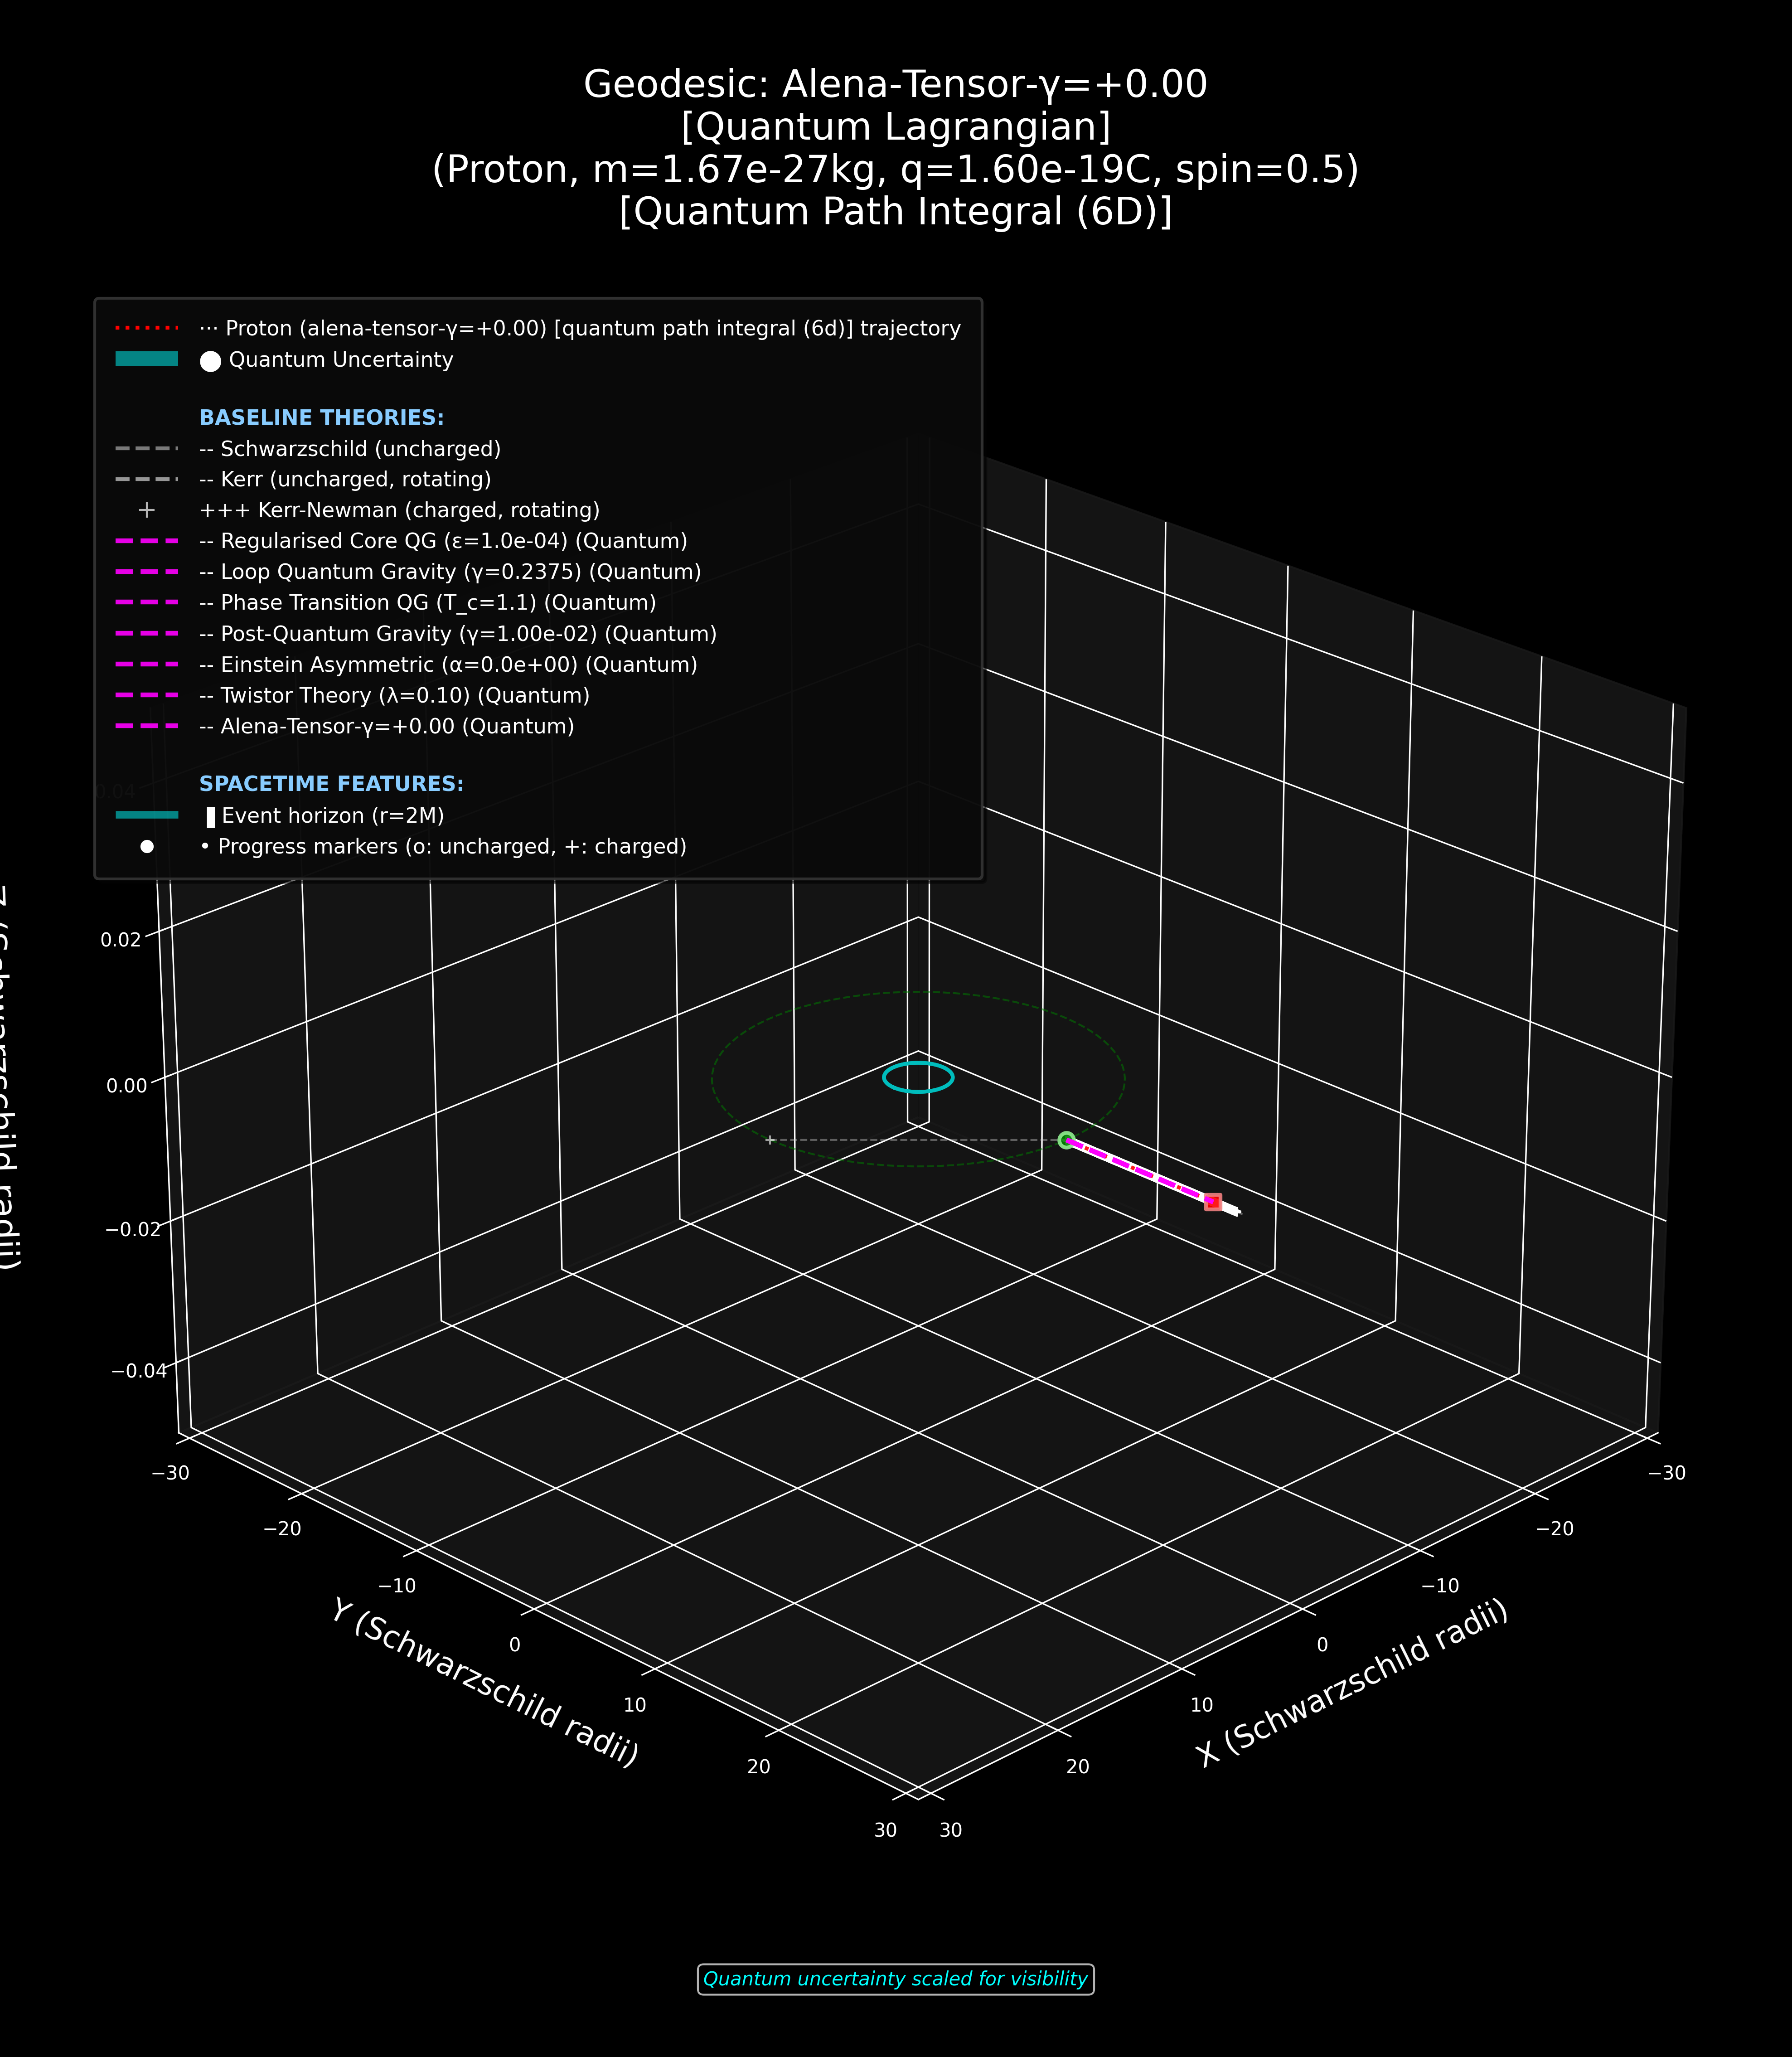 Geodesic: Alena-Tensor-γ=+0.00
[Quantum Lagrangian]
(Proton, m=1.67e-27kg, q=1.60e-19C, spin=0.5)
[Quantum Path Integral (6D)]
··· Proton (alena-tensor-γ=+0.00) [quantum path integral (6d)] trajectory
● Quantum Uncertainty
BASELINE THEORIES:
-- Schwarzschild (uncharged)
-- Kerr (uncharged, rotating)
+++ Kerr-Newman (charged, rotating)
-- Regularised Core QG (ε=1.0e-04) (Quantum)
-- Loop Quantum Gravity (γ=0.2375) (Quantum)
-- Phase Transition QG (T_c=1.1) (Quantum)
-- Post-Quantum Gravity (γ=1.00e-02) (Quantum)
-- Einstein Asymmetric (α=0.0e+00) (Quantum)
-- Twistor Theory (λ=0.10) (Quantum)
-- Alena-Tensor-γ=+0.00 (Quantum)
SPACETIME FEATURES:
▐ Event horizon (r=2M)
• Progress markers (o: uncharged, +: charged)
0.04
0.02
0.00
−0.02
−0.04
−30
−20
−10
0
10
20
30
Y (Schwarzschild radii)
30
20
10
0
−10
−20
−30
X (Schwarzschild radii)
Quantum uncertainty scaled for visibility